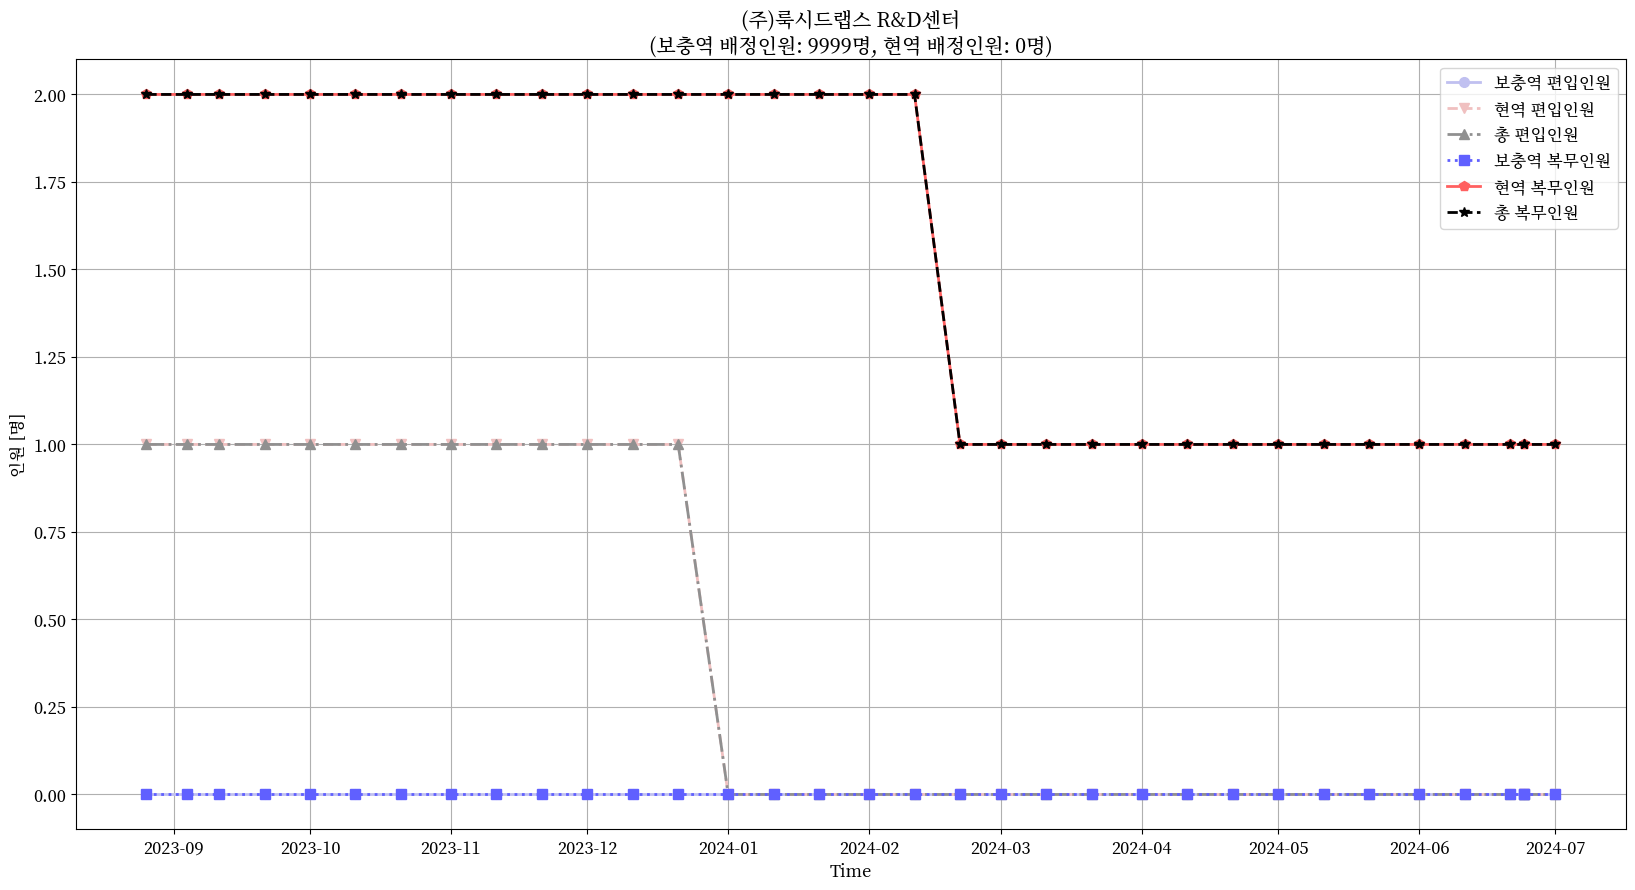 (주)룩시드랩스 R&D센터
(보충역 배정인원: 9999명, 현역 배정인원: 0명)
보충역 편입인원
현역 편입인원
총 편입인원
보충역 복무인원
현역 복무인원
총 복무인원
2.00
1.75
1.50
1.25
1.00
0.75
0.50
0.25
0.00
인원 [명]
2023-09 2023-10 2023-11 2023-12 2024-01 2024-02 2024-03 2024-04 2024-05 2024-06 2024-07
Time